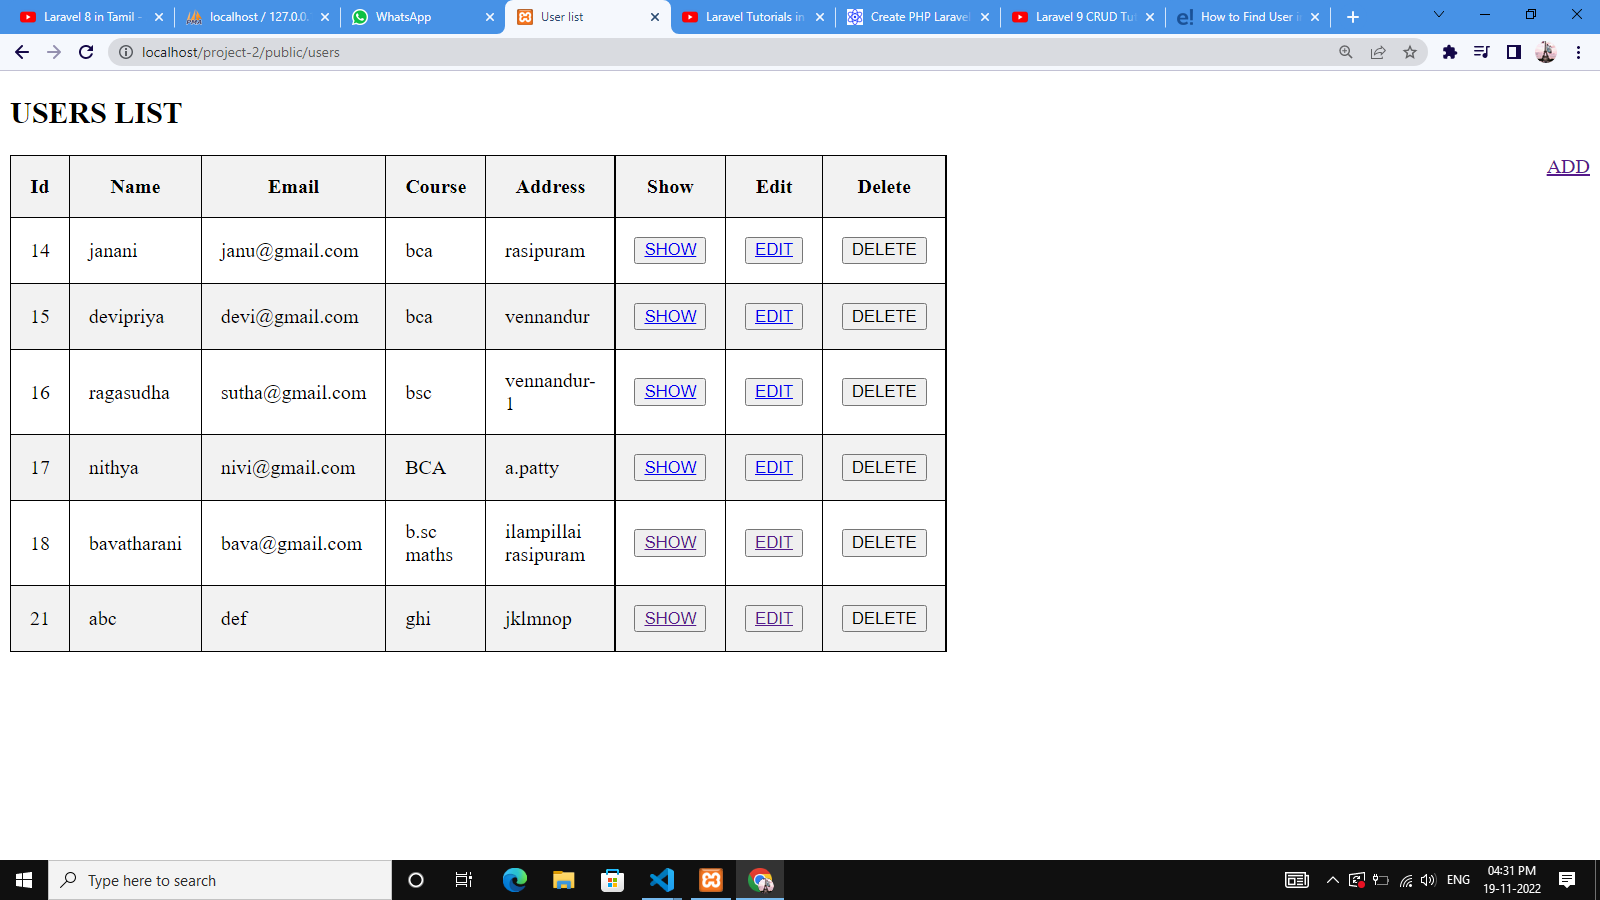 Laravel 8 in Tamil -
localhost / 127.0.0.
WhatsApp
User list
Laravel Tutorials in
Create PHP Laravel
Laravel 9 CRUD Tut
How to Find User in
localhost/project-2/public/users
USERS LIST
ADD
Id Name Email Course Address Show Edit Delete
14 janani janu@gmail.com bca rasipuram SHOW EDIT DELETE
15 devipriya devi@gmail.com bca vennandur SHOW EDIT DELETE
16 ragasudha sutha@gmail.com bsc vennandur-
1 SHOW EDIT DELETE
17 nithya nivi@gmail.com BCA a.patty SHOW EDIT DELETE
18 bavatharani bava@gmail.com b.sc
maths ilampillai
rasipuram SHOW EDIT DELETE
21 abc def ghi jklmnop SHOW EDIT DELETE
Type here to search
ENG
04:31 PM
19-11-2022